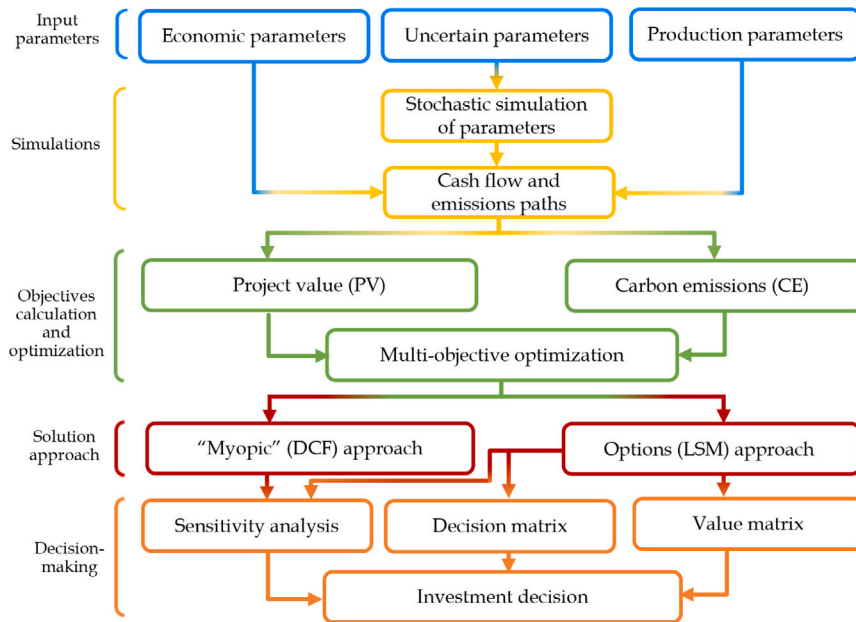 Input
parameters
Economic parameters
Uncertain parameters
Production parameters
Simulations
Stochastic simulation
of parameters
Cash flow and
emissions paths
Objectives
calculation and
optimization
Project value (PV)
Carbon emissions (CE)
Multi-objective optimization
Solution
approach
“Myopic” (DCF) approach
Options (LSM) approach
Decision-
making
Sensitivity analysis
Decision matrix
Value matrix
Investment decision